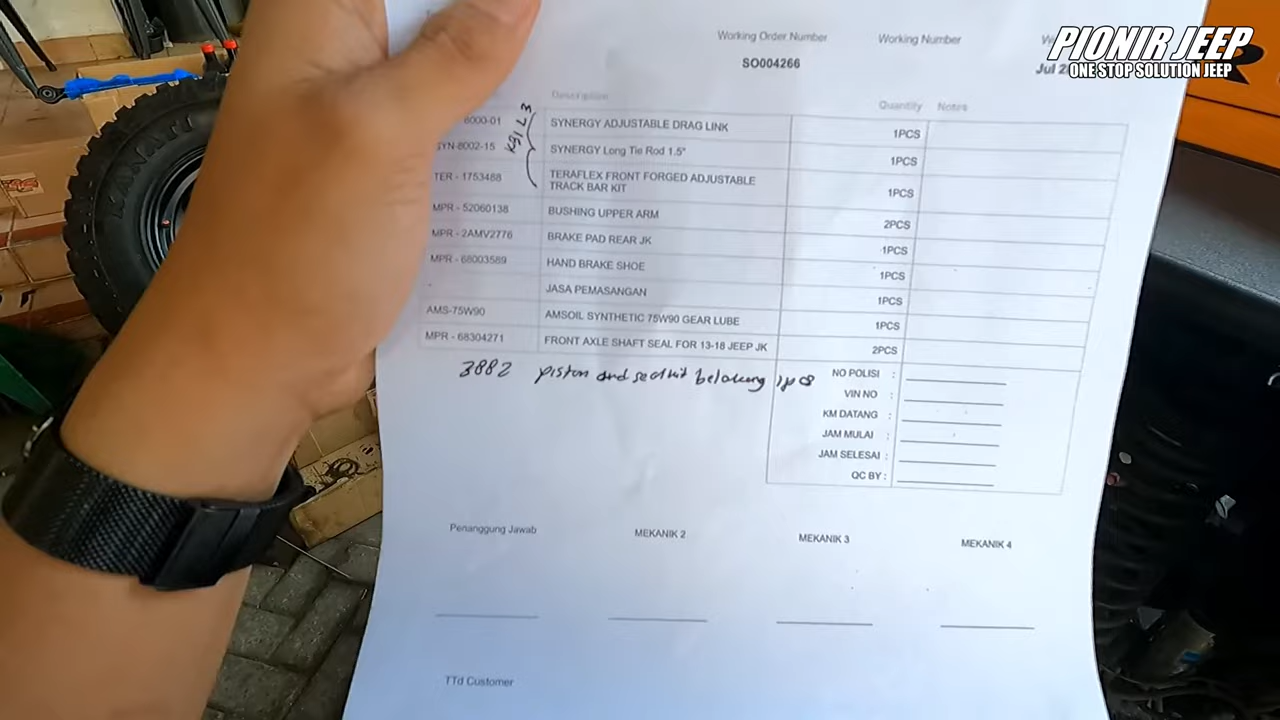 PIONIR JEEP
ONE STOP SOLUTION JEEP
Working Order Number Working Number
SO004266 Jul
Description Quantity Notes
8000-01 SYNERGY ADJUSTABLE DRAG LINK 1PCS
SYN-8002-15 SYNERGY Long Tie Rod 1.5" 1PCS
TER - 1753488 TERAFLEX FRONT FORGED ADJUSTABLE TRACK BAR KIT 1PCS
MPR - 52060138 BUSHING UPPER ARM 2PCS
MPR - 2AMV2776 BRAKE PAD REAR JK 1PCS
MPR - 68003589 HAND BRAKE SHOE 1PCS
JASA PEMASANGAN 1PCS
AMS-75W90 AMSOIL SYNTHETIC 75W90 GEAR LUBE 1PCS
MPR - 68304271 FRONT AXLE SHAFT SEAL FOR 13-18 JEEP JK 2PCS
3882 piston and sealkit belakang 1pcs
NO POLISI :
VIN NO :
KM DATANG :
JAM MULAI :
JAM SELESAI :
QC BY :
Penanggung Jawab MEKANIK 2 MEKANIK 3 MEKANIK 4
TTd Customer